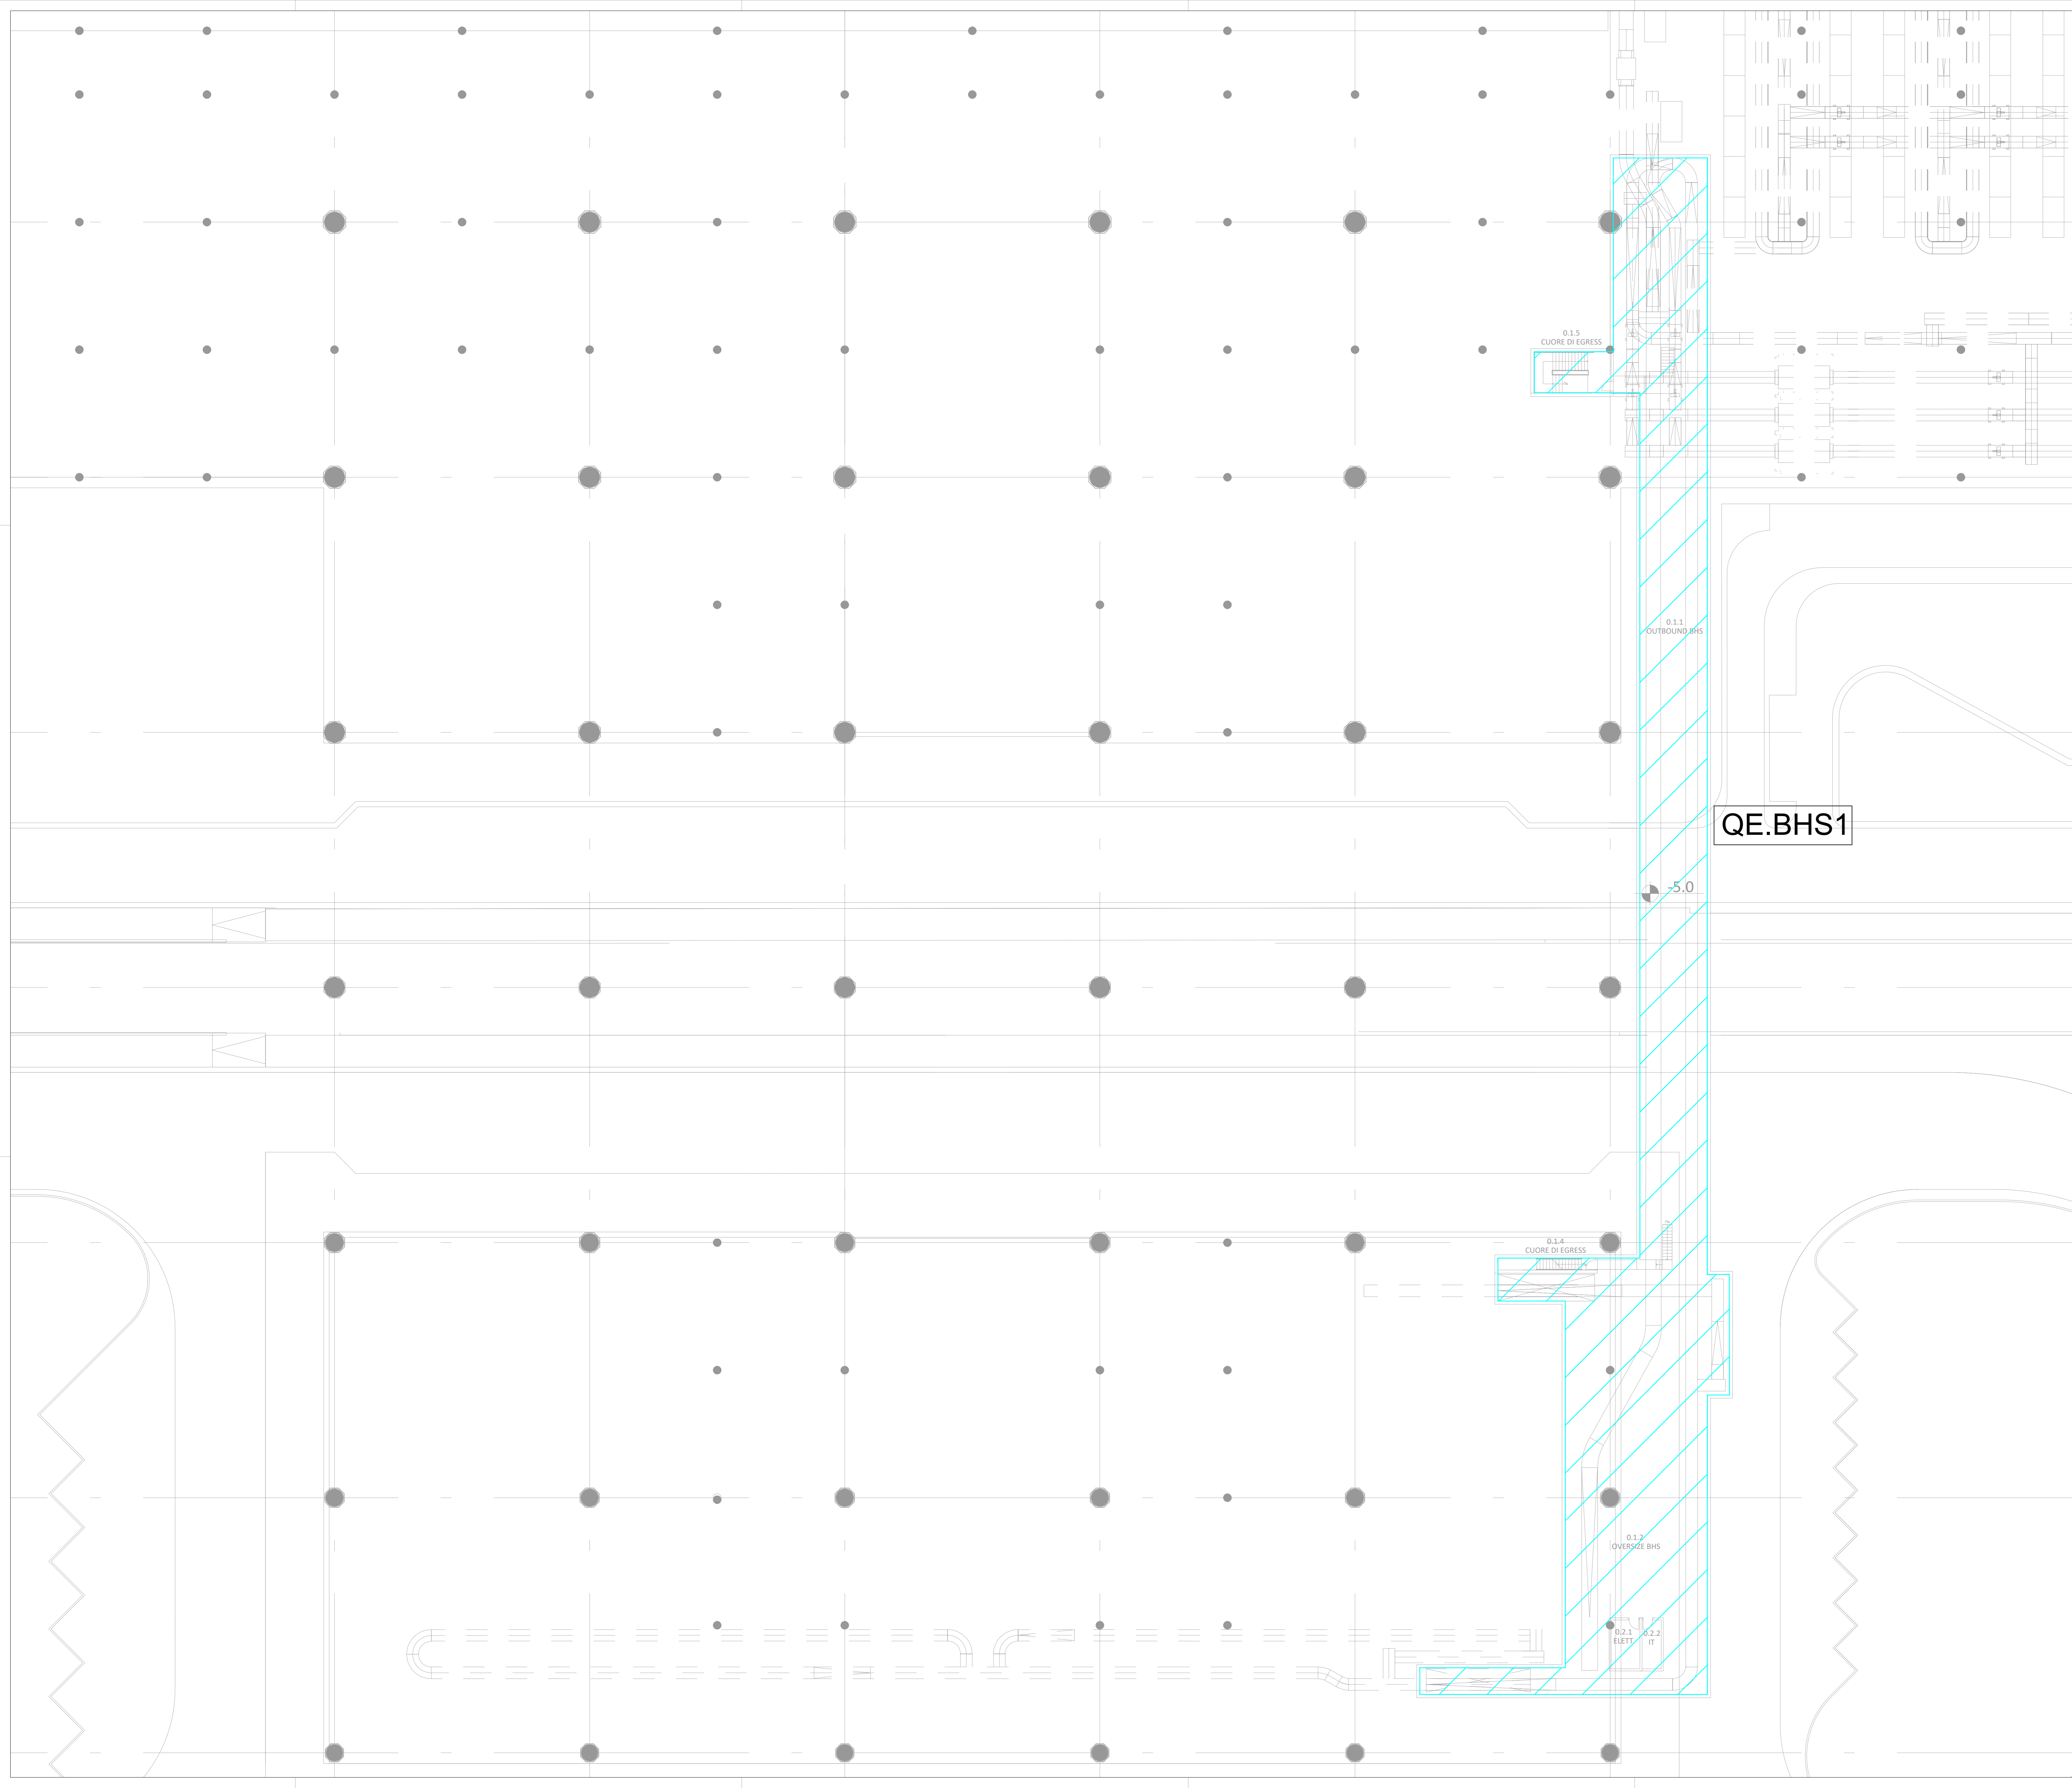 0.1.5
CUORE DI EGRESS
0.1.1
OUTBOUND BHS
QE.BHS1
-5.0
0.1.4
CUORE DI EGRESS
0.1.2
OVERSIZE BHS
0.2.1
ELETT
0.2.2
IT